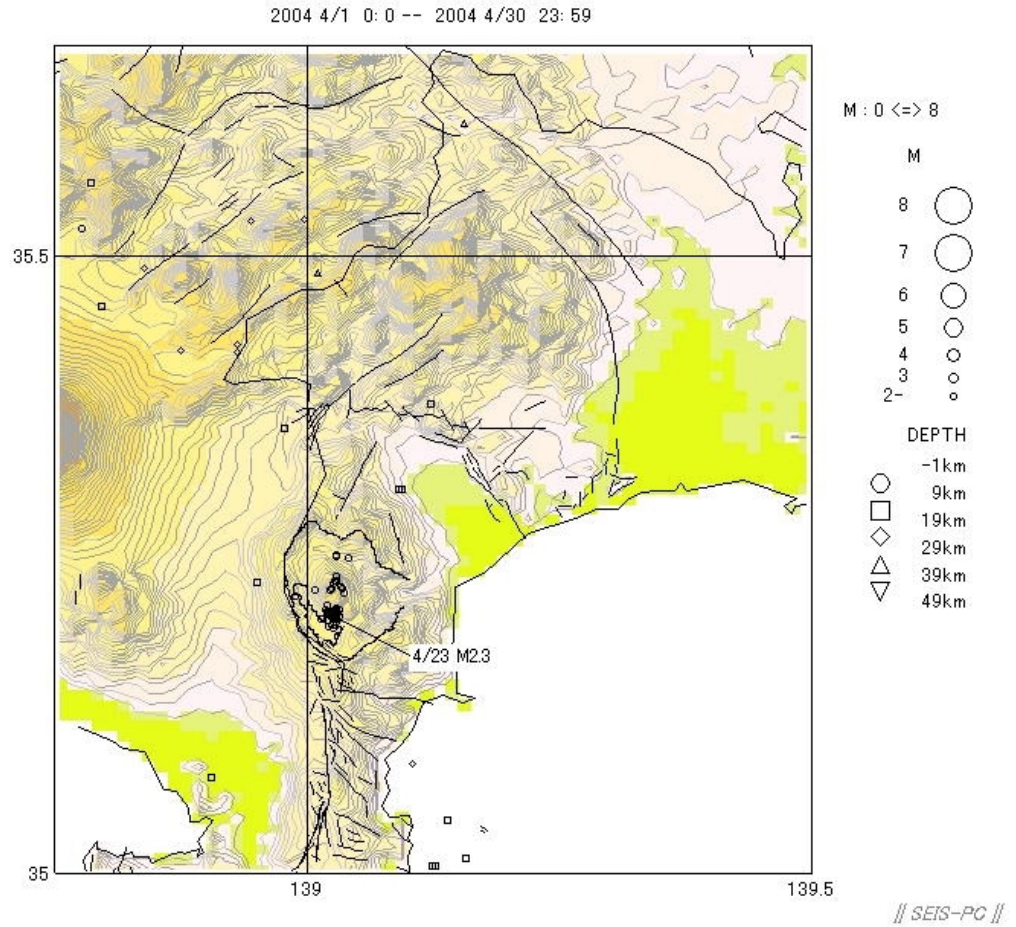 2004 4/1 0:0 -- 2004 4/30 23:59
M : 0 <=> 8
M
8
7
6
5
4
3
2-
DEPTH
-1km
9km
19km
29km
39km
49km
35.5
35
139
139.5
4/23 M2.3
// SEIS-PC //